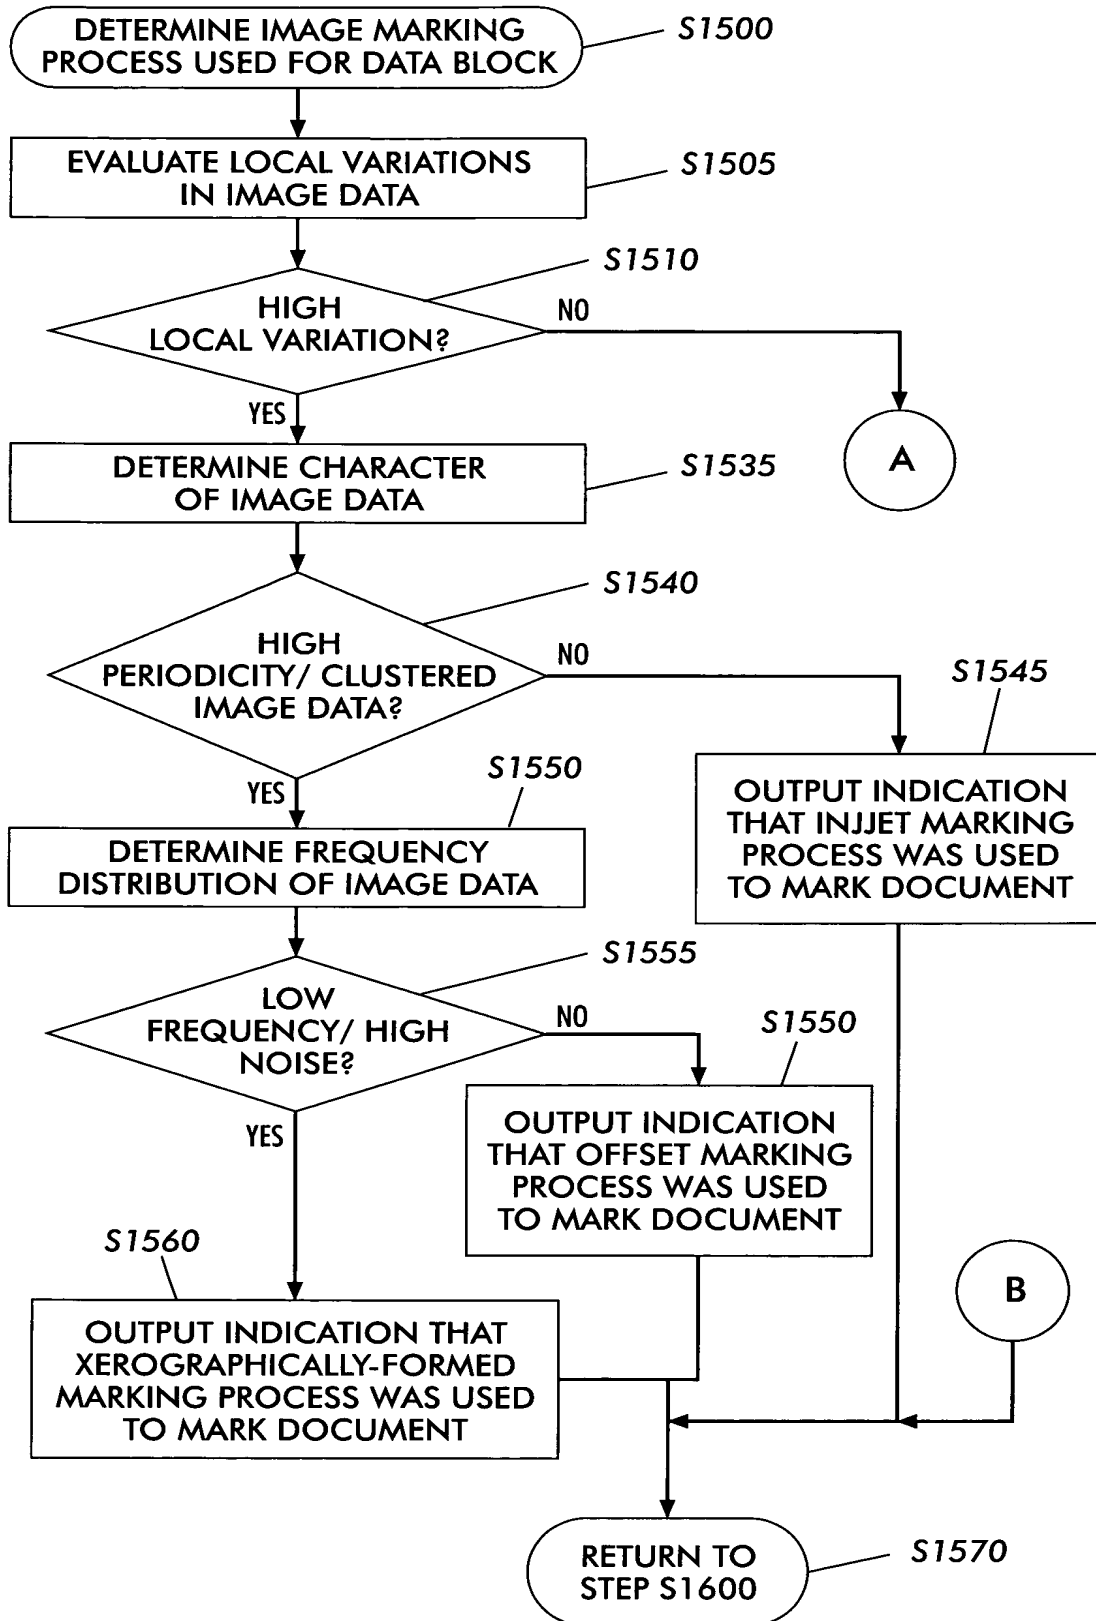 DETERMINE IMAGE MARKING
PROCESS USED FOR DATA BLOCK
S1500
EVALUATE LOCAL VARIATIONS
IN IMAGE DATA
S1505
S1510
HIGH
LOCAL VARIATION?
NO
YES
A
DETERMINE CHARACTER
OF IMAGE DATA
S1535
S1540
HIGH
PERIODICITY/ CLUSTERED
IMAGE DATA?
NO
YES
S1545
OUTPUT INDICATION
THAT INJJET MARKING
PROCESS WAS USED
TO MARK DOCUMENT
S1550
DETERMINE FREQUENCY
DISTRIBUTION OF IMAGE DATA
S1555
LOW
FREQUENCY/ HIGH
NOISE?
NO
YES
S1550
OUTPUT INDICATION
THAT OFFSET MARKING
PROCESS WAS USED
TO MARK DOCUMENT
S1560
OUTPUT INDICATION THAT
XEROGRAPHICALLY-FORMED
MARKING PROCESS WAS USED
TO MARK DOCUMENT
B
RETURN TO
STEP S1600
S1570